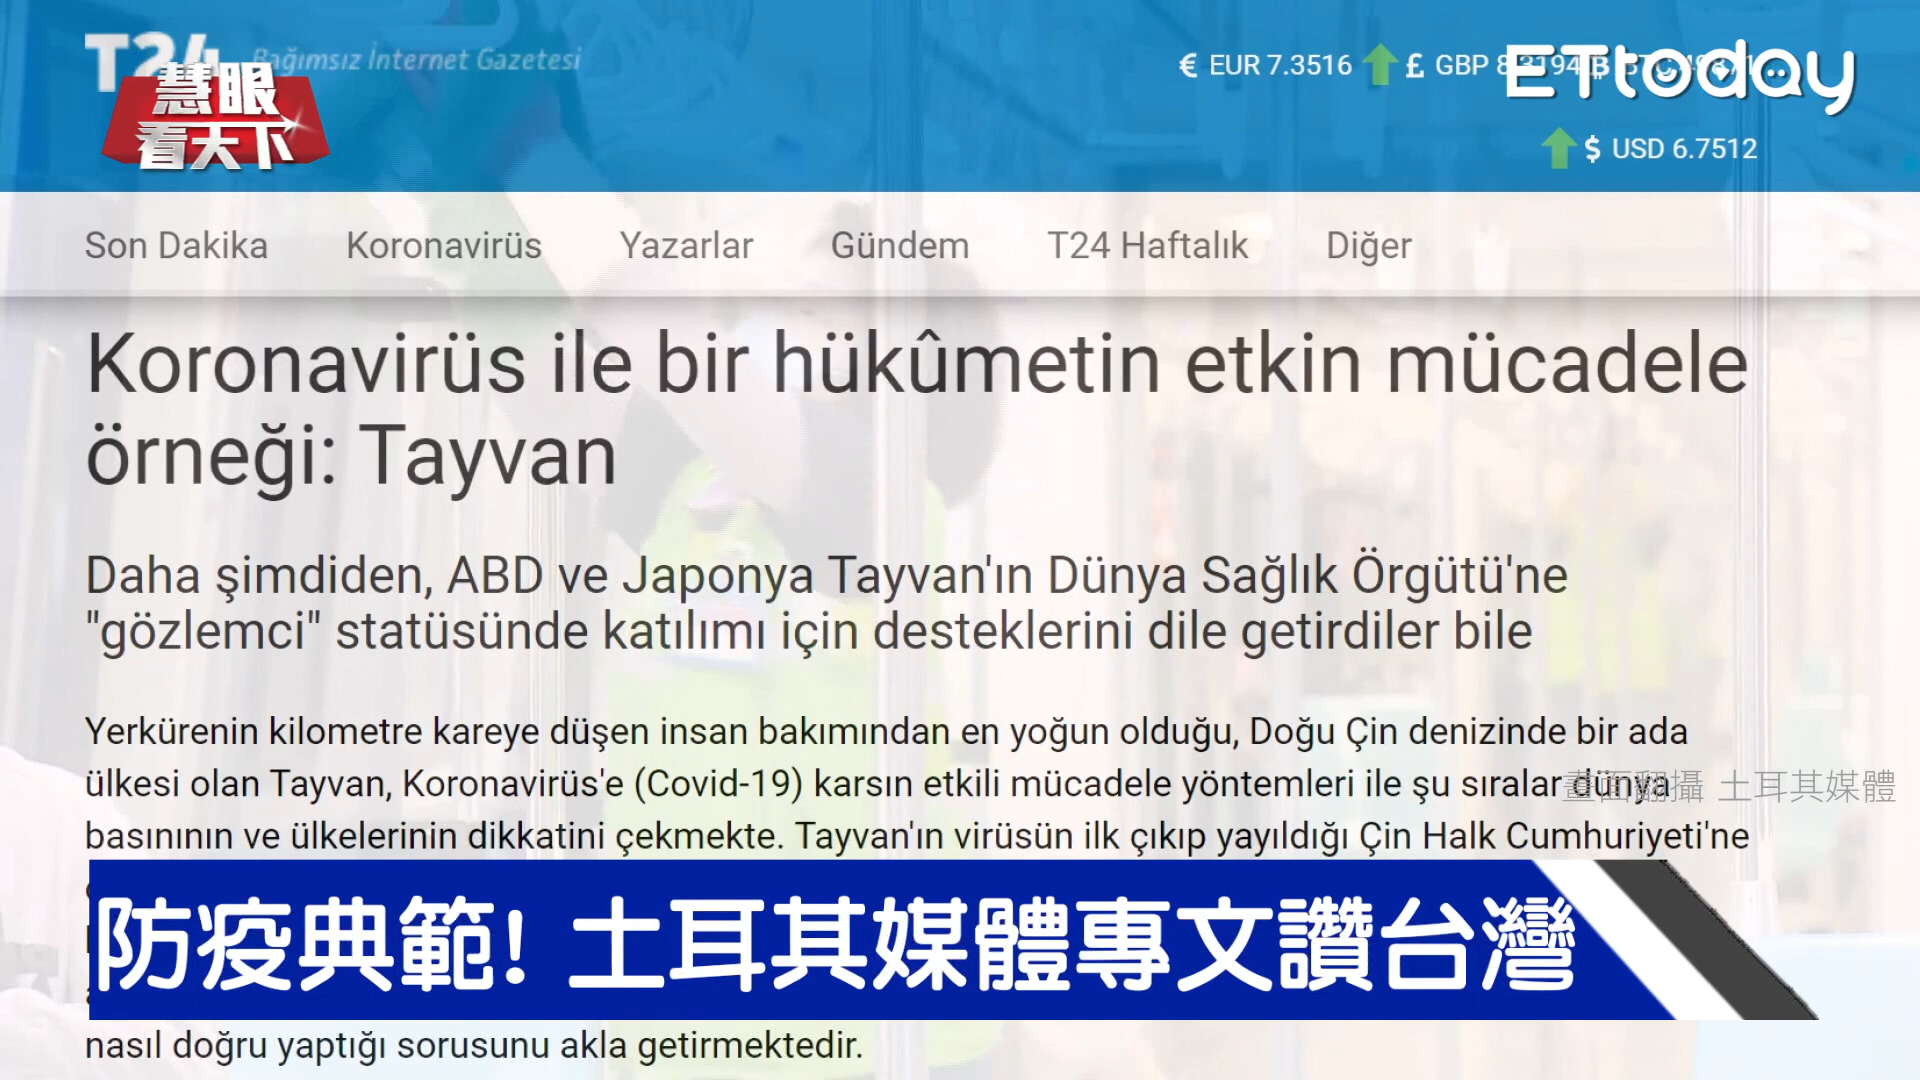 T24 Bağımsız İnternet Gazetesi
慧眼
看天下
€ EUR 7.3516 £ GBP 8.3194
ETtoday
$ USD 6.7512
Son Dakika Koronavirüs Yazarlar Gündem T24 Haftalık Diğer
Koronavirüs ile bir hükûmetin etkin mücadele
örneği: Tayvan
Daha şimdiden, ABD ve Japonya Tayvan'ın Dünya Sağlık Örgütü'ne
"gözlemci" statüsünde katılımı için desteklerini dile getirdiler bile
Yerkürenin kilometre kareye düşen insan bakımından en yoğun olduğu, Doğu Çin denizinde bir ada
ülkesi olan Tayvan, Koronavirüs'e (Covid-19) karsın etkili mücadele yöntemleri ile şu sıralar dünya
畫面翻攝 土耳其媒體
basınının ve ülkelerinin dikkatini çekmekte. Tayvan'ın virüsün ilk çıkıp yayıldığı Çin Halk Cumhuriyeti'ne
防疫典範! 土耳其媒體專文讚台灣
nasıl doğru yaptığı sorusunu akla getirmektedir.